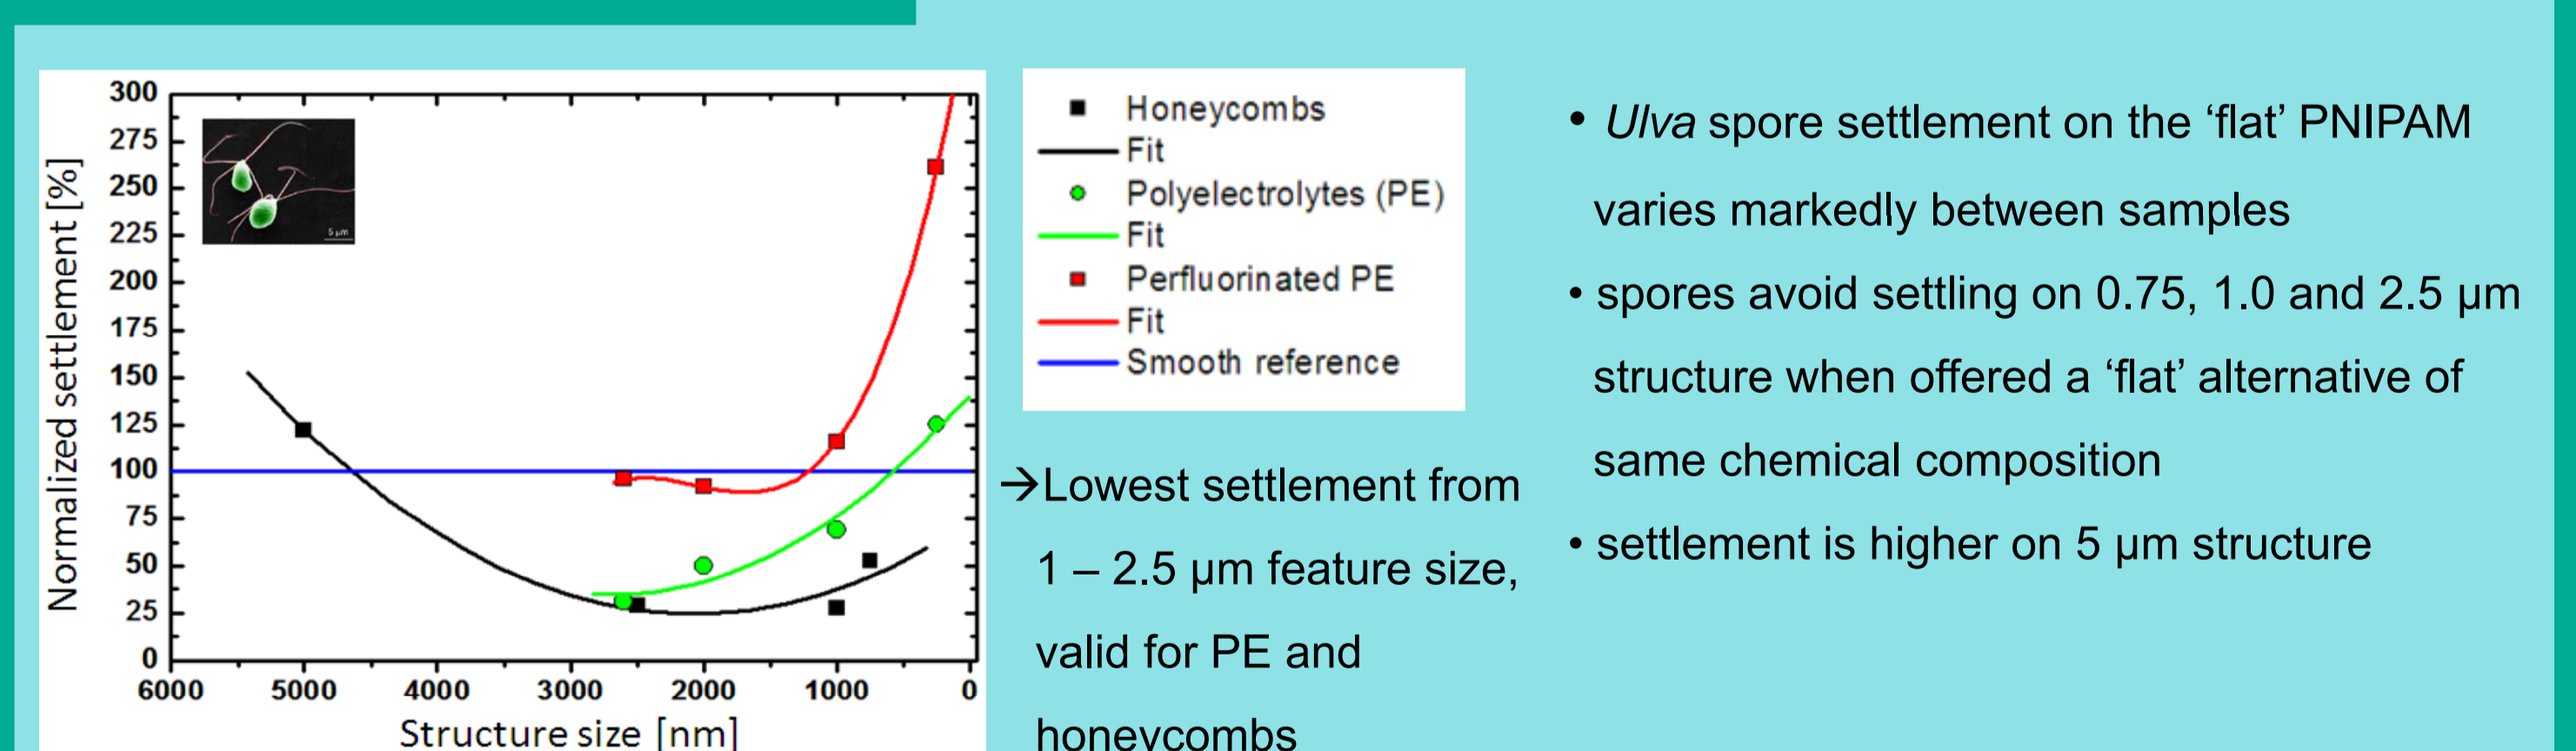 300
275
250
225
200
175
150
125
100
75
50
25
0
Normalized settlement [%]
5 µm
6000 5000 4000 3000 2000 1000 0
Structure size [nm]
Honeycombs
Fit
Polyelectrolytes (PE)
Fit
Perfluorinated PE
Fit
Smooth reference
→Lowest settlement from
1 – 2.5 µm feature size,
valid for PE and
honeycombs
• Ulva spore settlement on the ‘flat’ PNIPAM
varies markedly between samples
• spores avoid settling on 0.75, 1.0 and 2.5 µm
structure when offered a ‘flat’ alternative of
same chemical composition
• settlement is higher on 5 µm structure